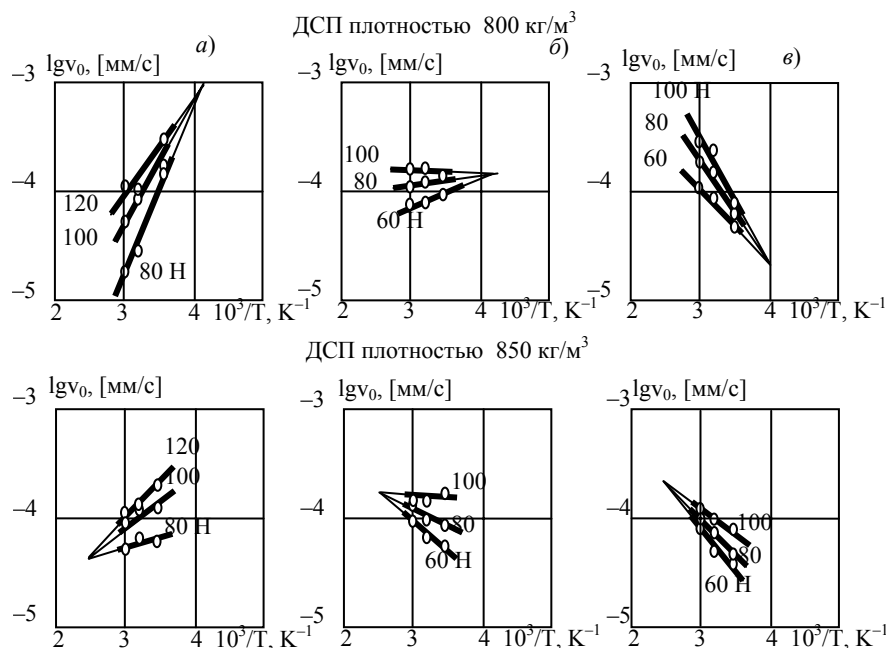 ДСП плотностью 800 кг/м³
а) б) в)
lgv₀, [мм/с] lgv₀, [мм/с] lgv₀, [мм/с]
–3 –3 –3
100 Н
80
60
100
80
60 Н
–4 –4 –4
120
100
80 Н
–5 –5 –5
2 3 4 10³/T, K⁻¹ 2 3 4 10³/T, K⁻¹ 2 3 4 10³/T, K⁻¹
ДСП плотностью 850 кг/м³
lgv₀, [мм/с] lgv₀, [мм/с] lgv₀, [мм/с]
–3 –3 –3
120
100
80 Н
100
80
60 Н
100
80
60 Н
–4 –4 –4
–5 –5 –5
2 3 4 10³/T, K⁻¹ 2 3 4 10³/T, K⁻¹ 2 3 4 10³/T, K⁻¹